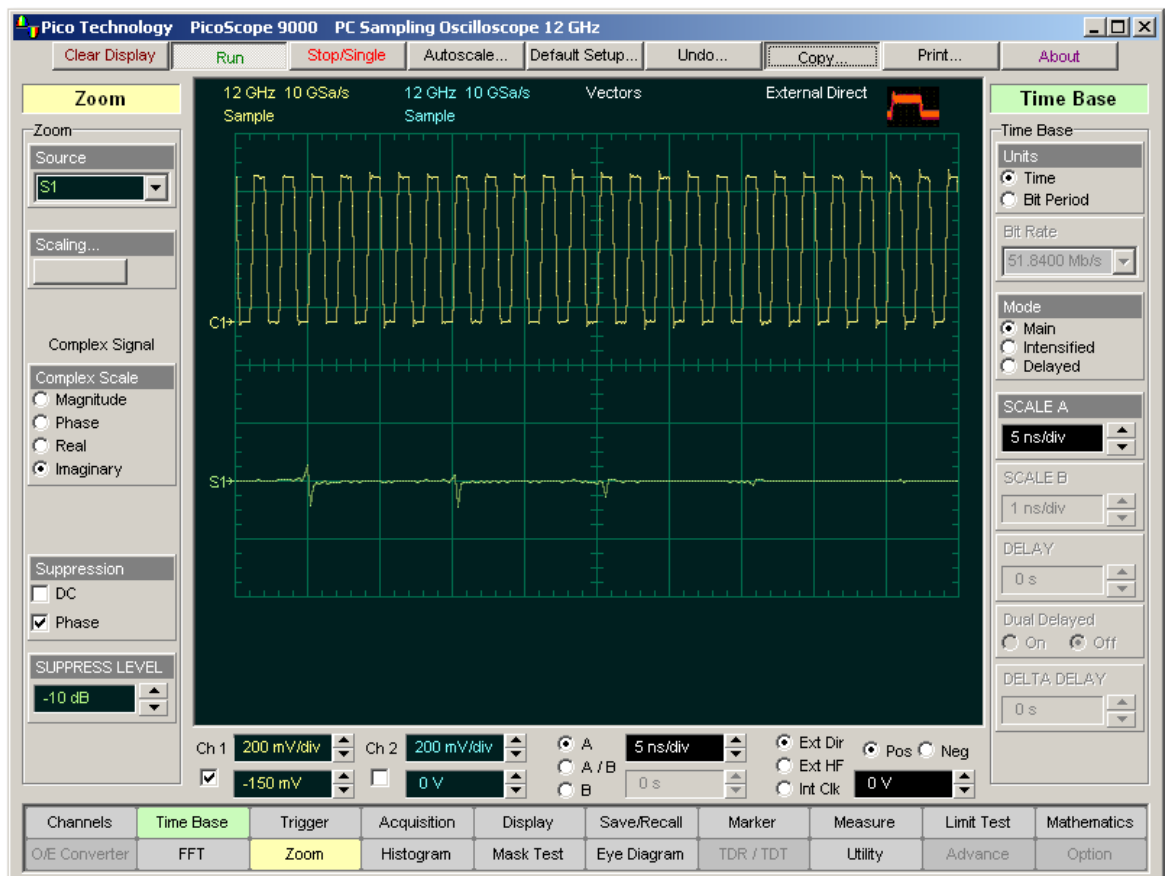 Pico Technology PicoScope 9000 PC Sampling Oscilloscope 12 GHz
Clear Display Run Stop/Single Autoscale... Default Setup... Undo... Copy... Print... About
Zoom
Zoom
Source
S1
Scaling...
Complex Signal
Complex Scale
Magnitude
Phase
Real
Imaginary
Suppression
DC
Phase
SUPPRESS LEVEL
-10 dB
12 GHz 10 GSa/s 12 GHz 10 GSa/s Vectors External Direct
Sample Sample
C1
S1
Time Base
Time Base
Units
Time
Bit Period
Bit Rate
51.8400 Mb/s
Mode
Main
Intensified
Delayed
SCALE A
5 ns/div
SCALE B
1 ns/div
DELAY
0 s
Dual Delayed
On Off
DELTA DELAY
0 s
Ch 1 200 mV/div Ch 2 200 mV/div A 5 ns/div Ext Dir Pos Neg
A / B Ext HF
-150 mV 0 V B 0 s Int Clk 0 V
Channels Time Base Trigger Acquisition Display Save/Recall Marker Measure Limit Test Mathematics
O/E Converter FFT Zoom Histogram Mask Test Eye Diagram TDR / TDT Utility Advance Option